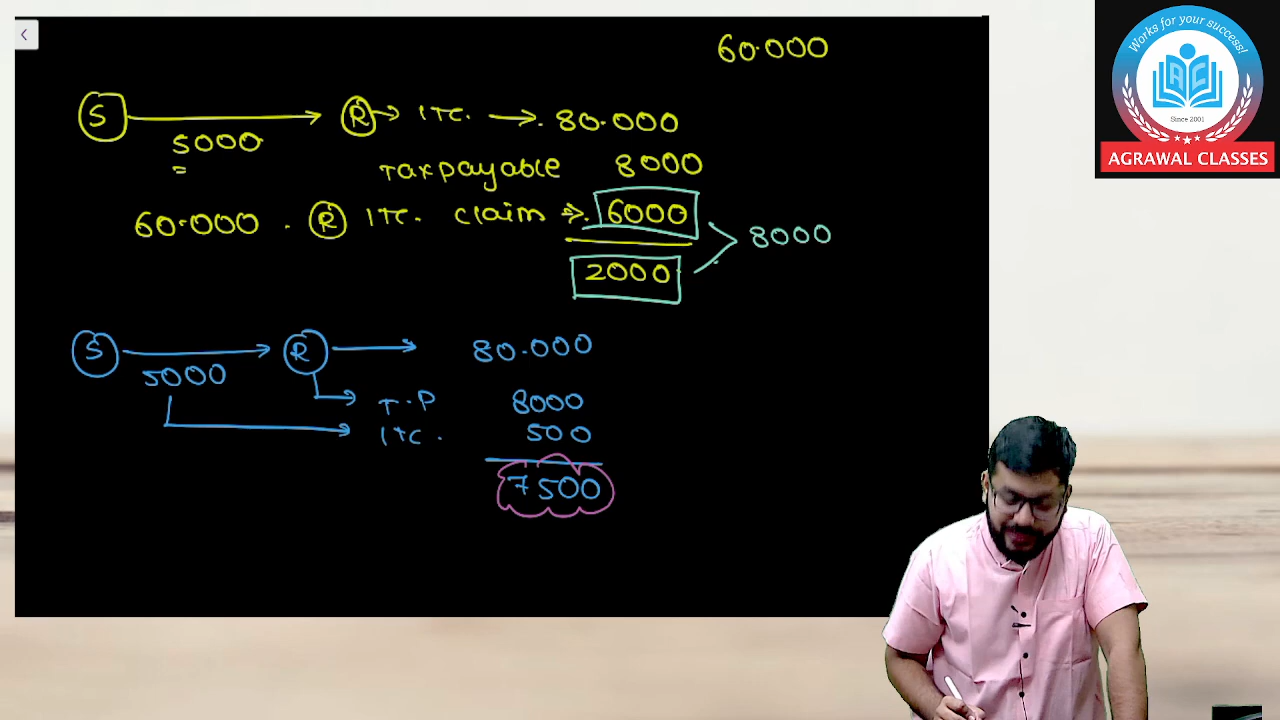 60.000
S → R → ITC. → 80.000
5000
Tax payable 8000
60.000 . R ITC. claim ⇒ 6000
8000
2000
S → R → 80.000
5000
T.P 8000
ITC. 500
7500
Works for your success!
AC
Since 2001
AGRAWAL CLASSES